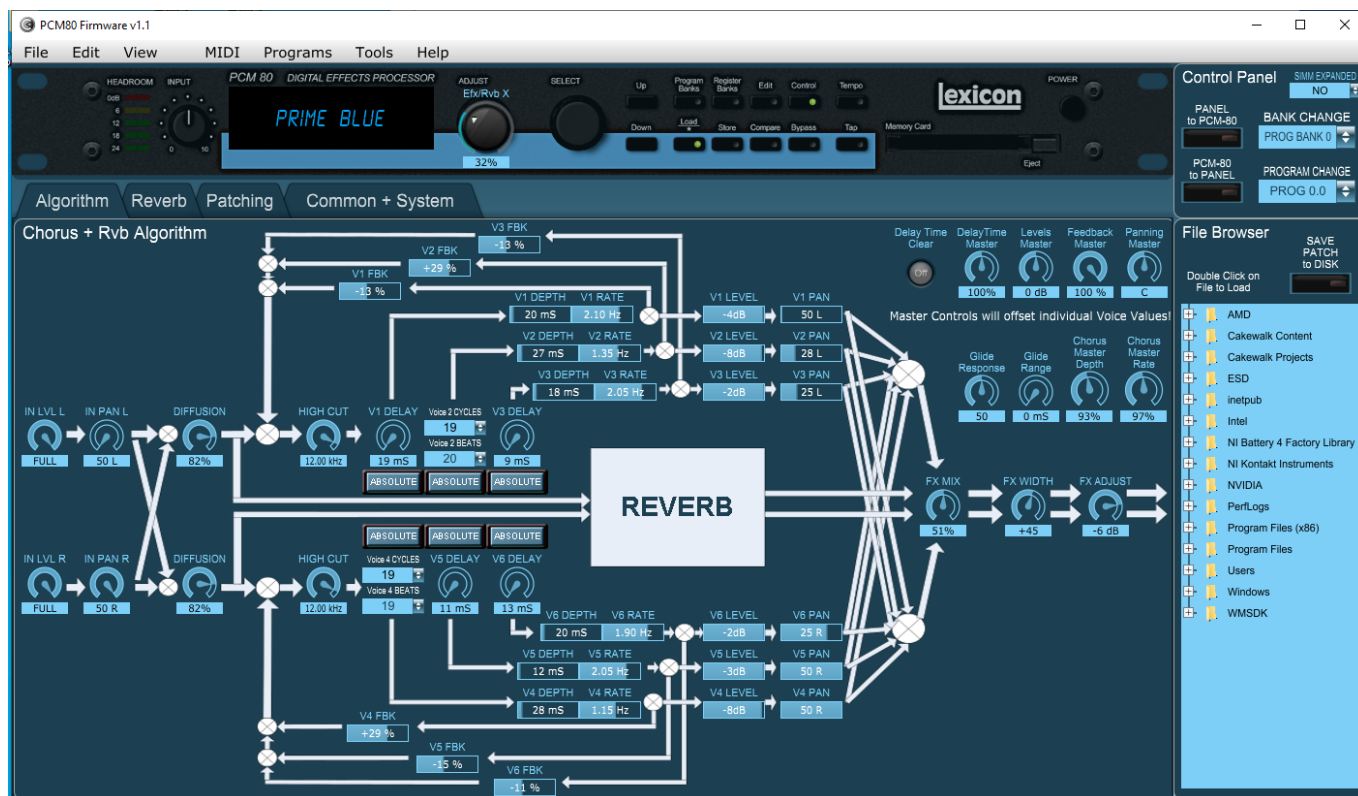 PCM80 Firmware v1.1
File Edit View MIDI Programs Tools Help
HEADROOM INPUT PCM 80 DIGITAL EFFECTS PROCESSOR ADJUST SELECT POWER
0dB
6
12
18
24
0 10
PRIME BLUE
Efx/Rvb X
32%
Up Program Banks Register Banks Edit Control Tempo
Down Load * Store Compare Bypass Tap
lexicon
Memory Card
Eject
Control Panel SIMM EXPANDED
NO
PANEL to PCM-80 BANK CHANGE
PROG BANK 0
PCM-80 to PANEL PROGRAM CHANGE
PROG 0.0
Algorithm Reverb Patching Common + System
Chorus + Rvb Algorithm
V3 FBK
-13 %
V2 FBK
+29 %
V1 FBK
-13 %
Delay Time Clear DelayTime Master Levels Master Feedback Master Panning Master
Off 100% 0 dB 100 % C
Master Controls will offset individual Voice Values!
Glide Response Glide Range Chorus Master Depth Chorus Master Rate
50 0 mS 93% 97%
V1 DEPTH V1 RATE V1 LEVEL V1 PAN
20 mS 2.10 Hz -4dB 50 L
V2 DEPTH V2 RATE V2 LEVEL V2 PAN
27 mS 1.35 Hz -8dB 28 L
V3 DEPTH V3 RATE V3 LEVEL V3 PAN
18 mS 2.05 Hz -2dB 25 L
IN LVL L IN PAN L DIFFUSION HIGH CUT V1 DELAY Voice 2 CYCLES V3 DELAY
19
Voice 2 BEATS
20
FULL 50 L 82% 12.00 kHz 19 mS 9 mS
ABSOLUTE ABSOLUTE ABSOLUTE
REVERB
FX MIX FX WIDTH FX ADJUST
51% +45 -6 dB
ABSOLUTE ABSOLUTE ABSOLUTE
IN LVL R IN PAN R DIFFUSION HIGH CUT Voice 4 CYCLES V5 DELAY V6 DELAY
19
Voice 4 BEATS
19
FULL 50 R 82% 12.00 kHz 11 mS 13 mS
V6 DEPTH V6 RATE V6 LEVEL V6 PAN
20 mS 1.90 Hz -2dB 25 R
V5 DEPTH V5 RATE V5 LEVEL V5 PAN
12 mS 2.05 Hz -3dB 50 R
V4 DEPTH V4 RATE V4 LEVEL V4 PAN
28 mS 1.15 Hz -8dB 50 R
V4 FBK
+29 %
V5 FBK
-15 %
V6 FBK
-11 %
File Browser
SAVE PATCH to DISK
Double Click on File to Load
AMD
Cakewalk Content
Cakewalk Projects
ESD
inetpub
Intel
NI Battery 4 Factory Library
NI Kontakt Instruments
NVIDIA
PerfLogs
Program Files (x86)
Program Files
Users
Windows
WMSDK